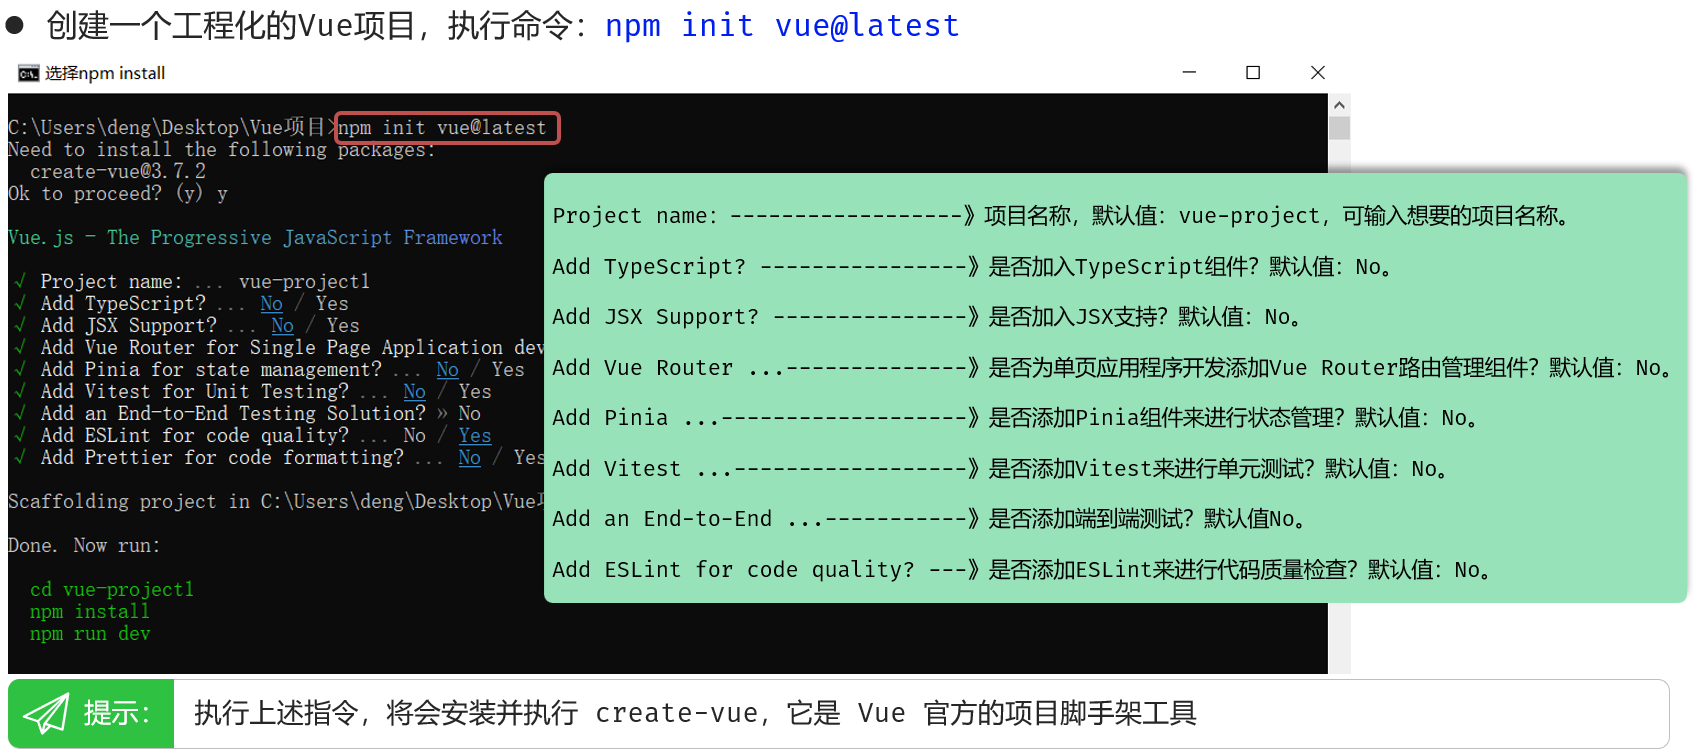 ● 创建一个工程化的Vue项目，执行命令：npm init vue@latest
选择npm install
C:\Users\deng\Desktop\Vue项目>npm init vue@latest
Need to install the following packages:
create-vue@3.7.2
Ok to proceed? (y) y
Vue.js - The Progressive JavaScript Framework
√ Project name: ... vue-project1
√ Add TypeScript? ... No / Yes
√ Add JSX Support? ... No / Yes
√ Add Vue Router for Single Page Application dev
√ Add Pinia for state management? ... No / Yes
√ Add Vitest for Unit Testing? ... No / Yes
√ Add an End-to-End Testing Solution? » No
√ Add ESLint for code quality? ... No / Yes
√ Add Prettier for code formatting? ... No / Yes
Scaffolding project in C:\Users\deng\Desktop\Vue
Done. Now run:
cd vue-project1
npm install
npm run dev
Project name：------------------》项目名称，默认值：vue-project，可输入想要的项目名称。
Add TypeScript? ----------------》是否加入TypeScript组件？默认值：No。
Add JSX Support? ---------------》是否加入JSX支持？默认值：No。
Add Vue Router ...--------------》是否为单页应用程序开发添加Vue Router路由管理组件？默认值：No。
Add Pinia ...-------------------》是否添加Pinia组件来进行状态管理？默认值：No。
Add Vitest ...------------------》是否添加Vitest来进行单元测试？默认值：No。
Add an End-to-End ...-----------》是否添加端到端测试？默认值No。
Add ESLint for code quality? ---》是否添加ESLint来进行代码质量检查？默认值：No。
提示：
执行上述指令，将会安装并执行 create-vue，它是 Vue 官方的项目脚手架工具